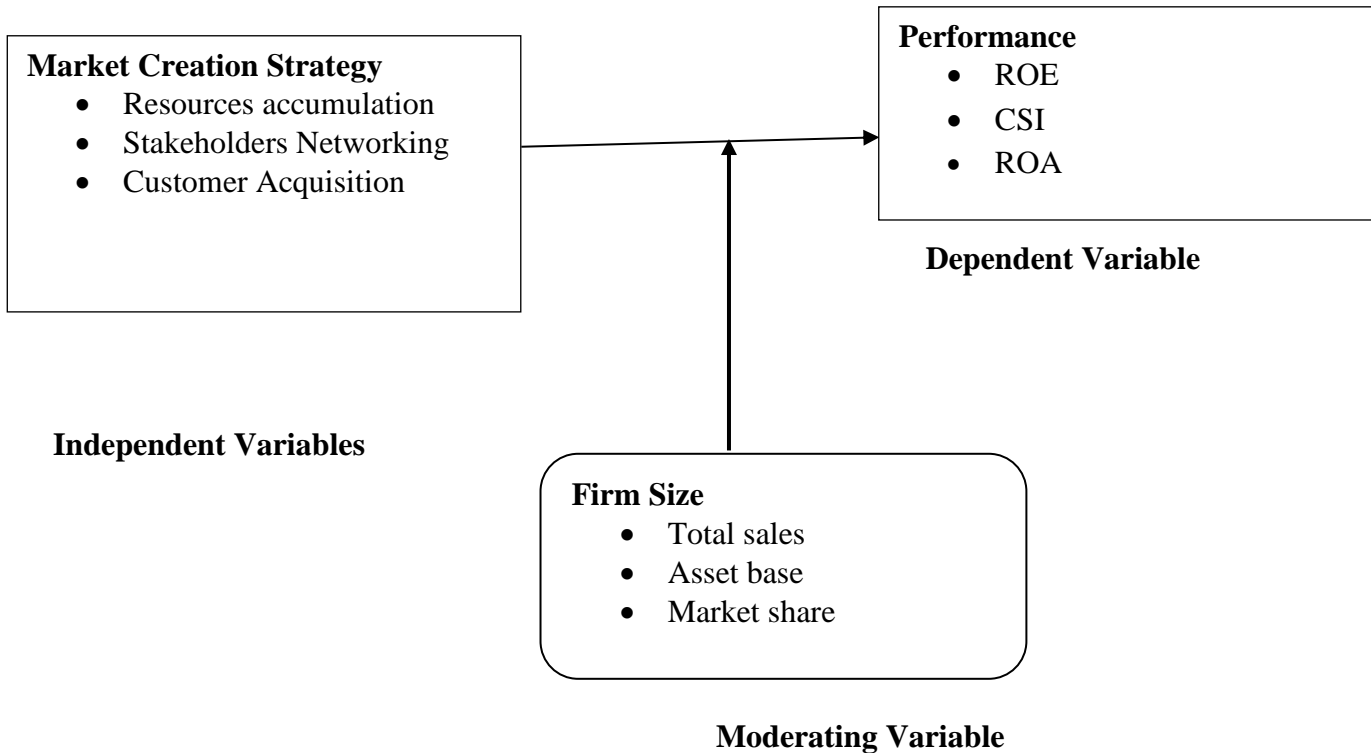 Market Creation Strategy
• Resources accumulation
• Stakeholders Networking
• Customer Acquisition
Performance
• ROE
• CSI
• ROA
Dependent Variable
Independent Variables
Firm Size
• Total sales
• Asset base
• Market share
Moderating Variable